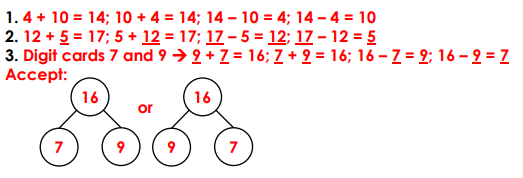 1. 4 + 10 = 14; 10 + 4 = 14; 14 – 10 = 4; 14 – 4 = 10
2. 12 + 5 = 17; 5 + 12 = 17; 17 – 5 = 12; 17 – 12 = 5
3. Digit cards 7 and 9 → 9 + 7 = 16; 7 + 9 = 16; 16 – 7 = 9; 16 – 9 = 7
Accept:
16 or 16
7 9 9 7